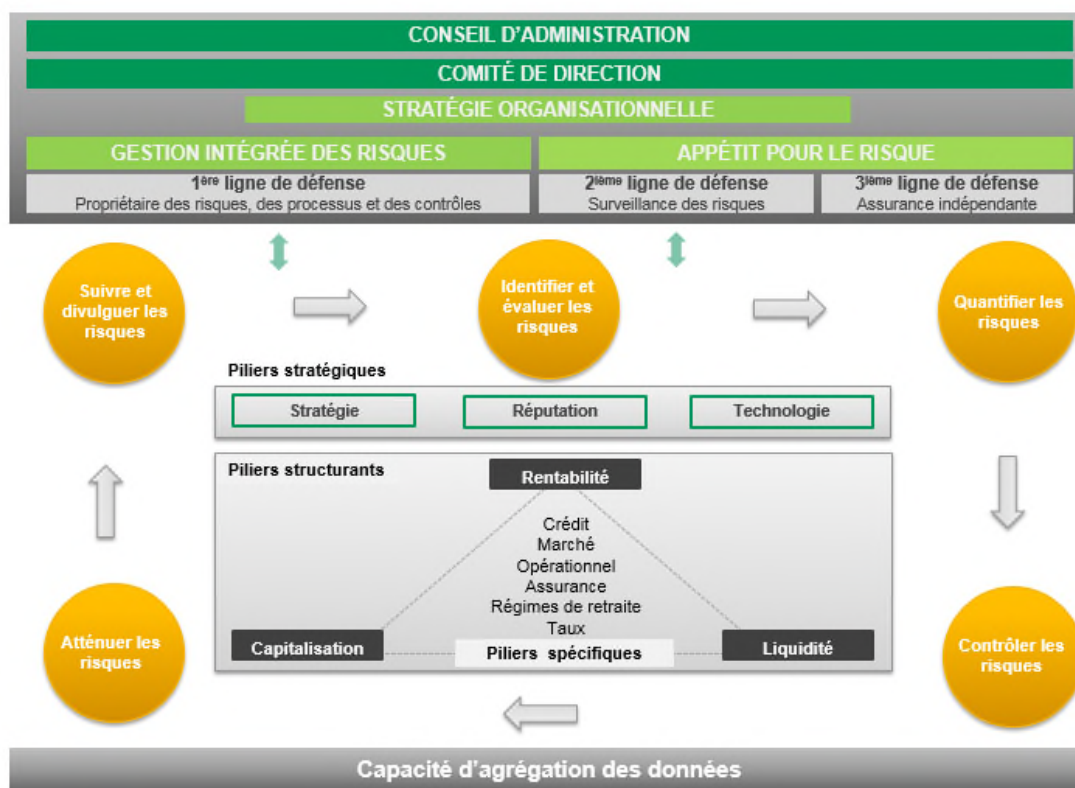 CONSEIL D'ADMINISTRATION
COMITÉ DE DIRECTION
STRATÉGIE ORGANISATIONNELLE
GESTION INTÉGRÉE DES RISQUES
APPÉTIT POUR LE RISQUE
1ère ligne de défense
Propriétaire des risques, des processus et des contrôles
2ième ligne de défense
Surveillance des risques
3ième ligne de défense
Assurance indépendante
Suivre et
divulguer les
risques
Identifier et
évaluer les
risques
Quantifier les
risques
Piliers stratégiques
Stratégie
Réputation
Technologie
Piliers structurants
Rentabilité
Crédit
Marché
Opérationnel
Assurance
Régimes de retraite
Taux
Capitalisation
Piliers spécifiques
Liquidité
Atténuer les
risques
Contrôler les
risques
Capacité d'agrégation des données